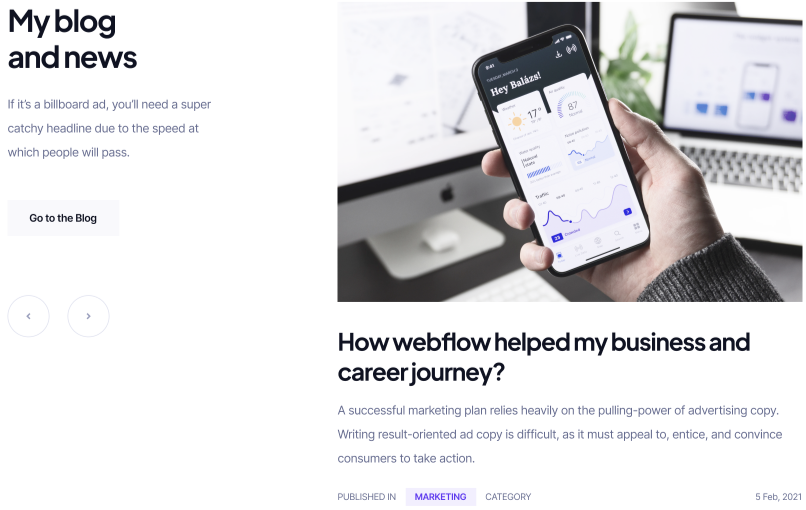 My blog
and news
If it's a billboard ad, you'll need a super
catchy headline due to the speed at
which people will pass.
Go to the Blog
Hey Balázs!
17°
87
Traffic
How webflow helped my business and
career journey?
A successful marketing plan relies heavily on the pulling-power of advertising copy.
Writing result-oriented ad copy is difficult, as it must appeal to, entice, and convince
consumers to take action.
PUBLISHED IN MARKETING CATEGORY
5 Feb, 2021